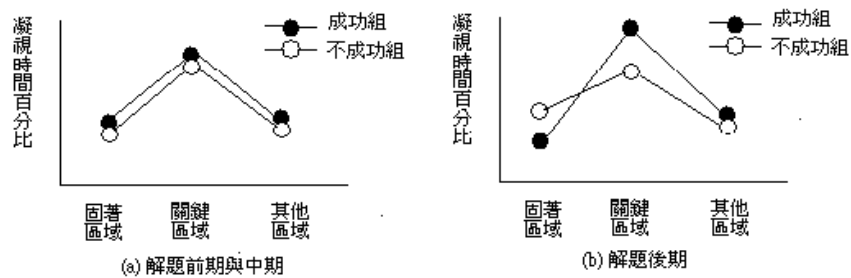 凝視時間百分比
成功組
不成功組
固著
區域
關鍵
區域
其他
區域
(a) 解題前期與中期
凝視時間百分比
成功組
不成功組
固著
區域
關鍵
區域
其他
區域
(b) 解題後期